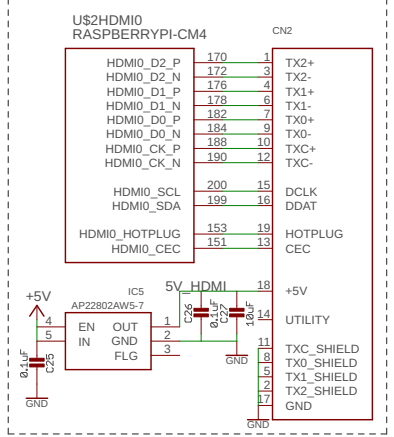 U$2HDMI0
RASPBERRYPI-CM4
CN2
HDMI0_D2_P 170 1 TX2+
HDMI0_D2_N 172 3 TX2-
HDMI0_D1_P 176 4 TX1+
HDMI0_D1_N 178 6 TX1-
HDMI0_D0_P 182 7 TX0+
HDMI0_D0_N 184 9 TX0-
HDMI0_CK_P 188 10 TXC+
HDMI0_CK_N 190 12 TXC-
HDMI0_SCL 200 15 DCLK
HDMI0_SDA 199 16 DDAT
HDMI0_HOTPLUG 153 19 HOTPLUG
HDMI0_CEC 151 13 CEC
+5V
IC5
AP22802AW5-7
5V_HDMI
18 +5V
4 EN OUT 1
5 IN GND 2
FLG 3
0.1uF
C25
GND
C26
0.1uF
C27
10uF
GND
14 UTILITY
11 TXC_SHIELD
8 TX0_SHIELD
5 TX1_SHIELD
2 TX2_SHIELD
17 GND
GND